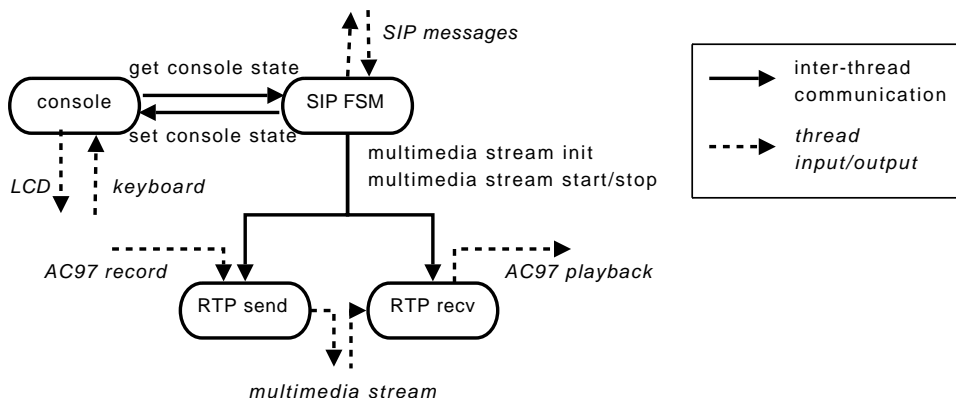 SIP messages
get console state
console
SIP FSM
set console state
inter-thread
communication
thread
input/output
multimedia stream init
multimedia stream start/stop
LCD
keyboard
AC97 record
AC97 playback
RTP send
RTP recv
multimedia stream